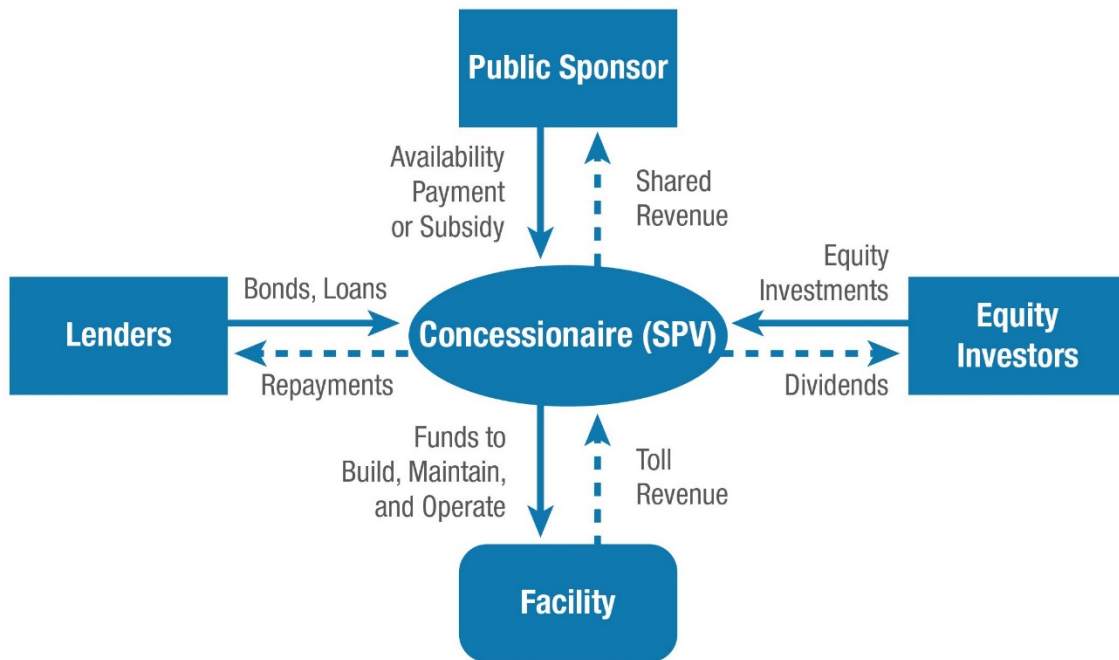 Public Sponsor
Availability
Payment
or Subsidy
Shared
Revenue
Bonds, Loans
Equity
Investments
Lenders
Concessionaire (SPV)
Equity
Investors
Repayments
Dividends
Funds to
Build, Maintain,
and Operate
Toll
Revenue
Facility